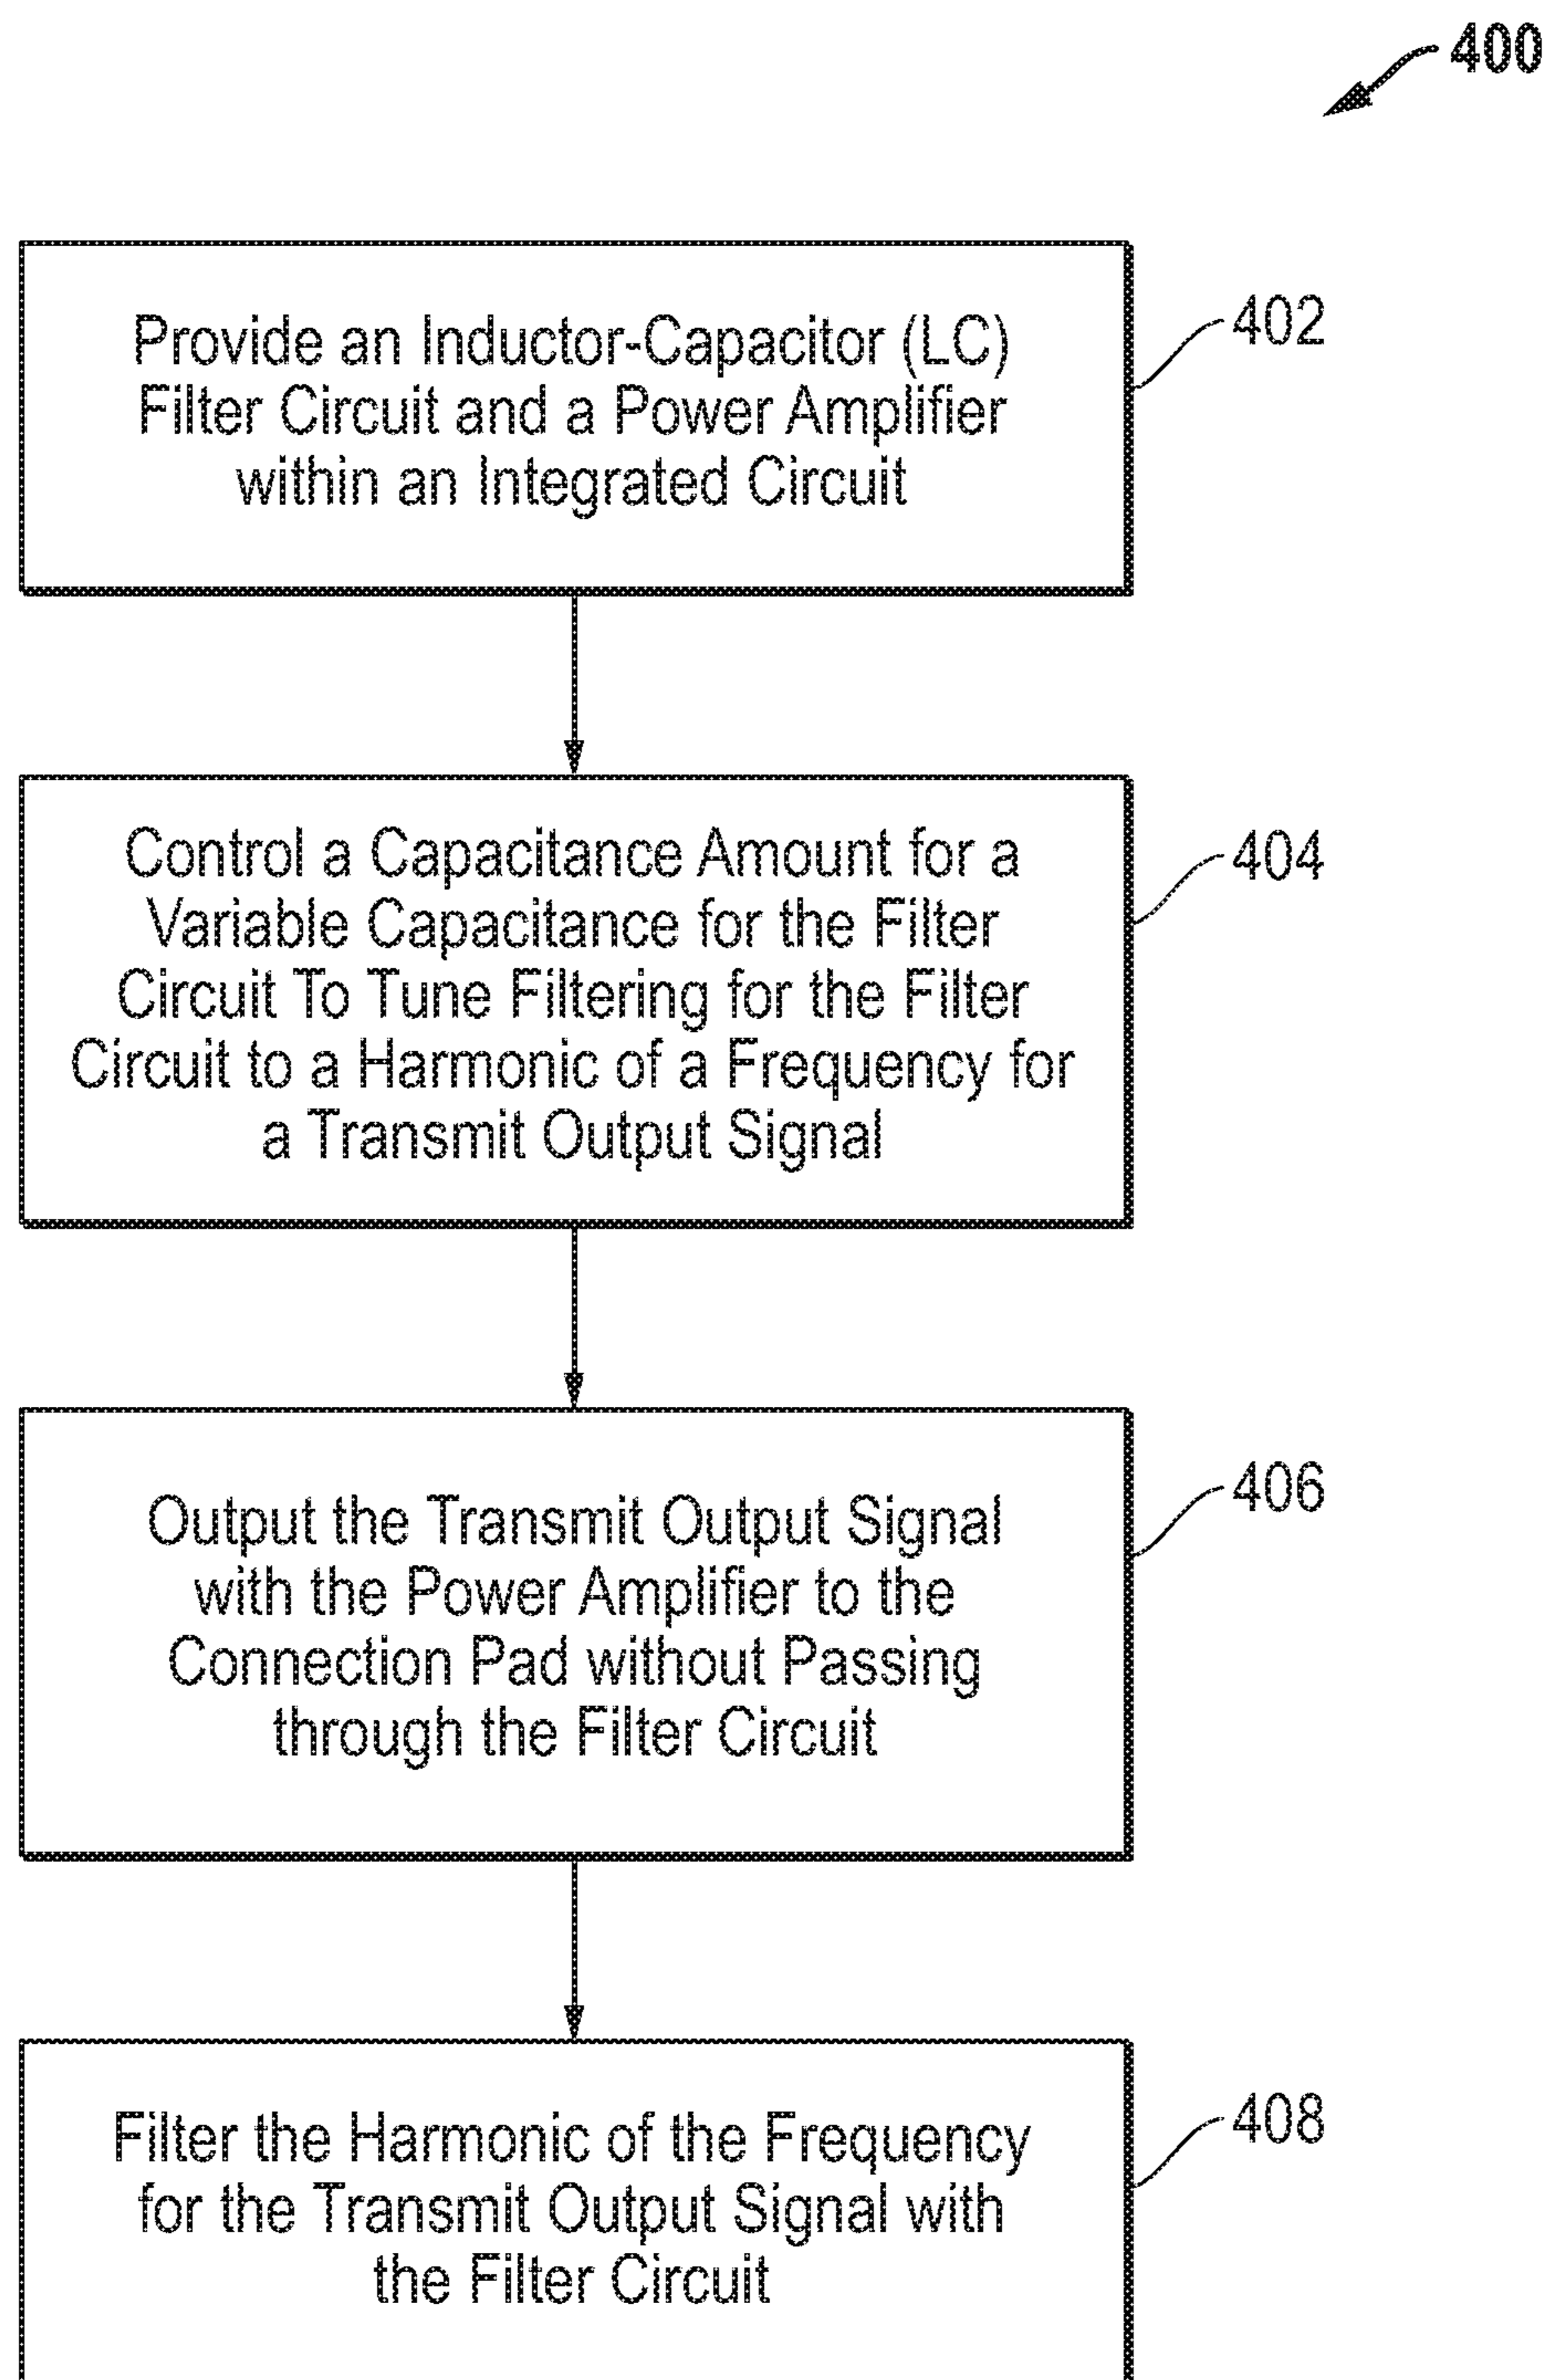 400
Provide an Inductor-Capacitor (LC)
Filter Circuit and a Power Amplifier
within an Integrated Circuit
402
Control a Capacitance Amount for a
Variable Capacitance for the Filter
Circuit To Tune Filtering for the Filter
Circuit to a Harmonic of a Frequency for
a Transmit Output Signal
404
Output the Transmit Output Signal
with the Power Amplifier to the
Connection Pad without Passing
through the Filter Circuit
406
Filter the Harmonic of the Frequency
for the Transmit Output Signal with
the Filter Circuit
408